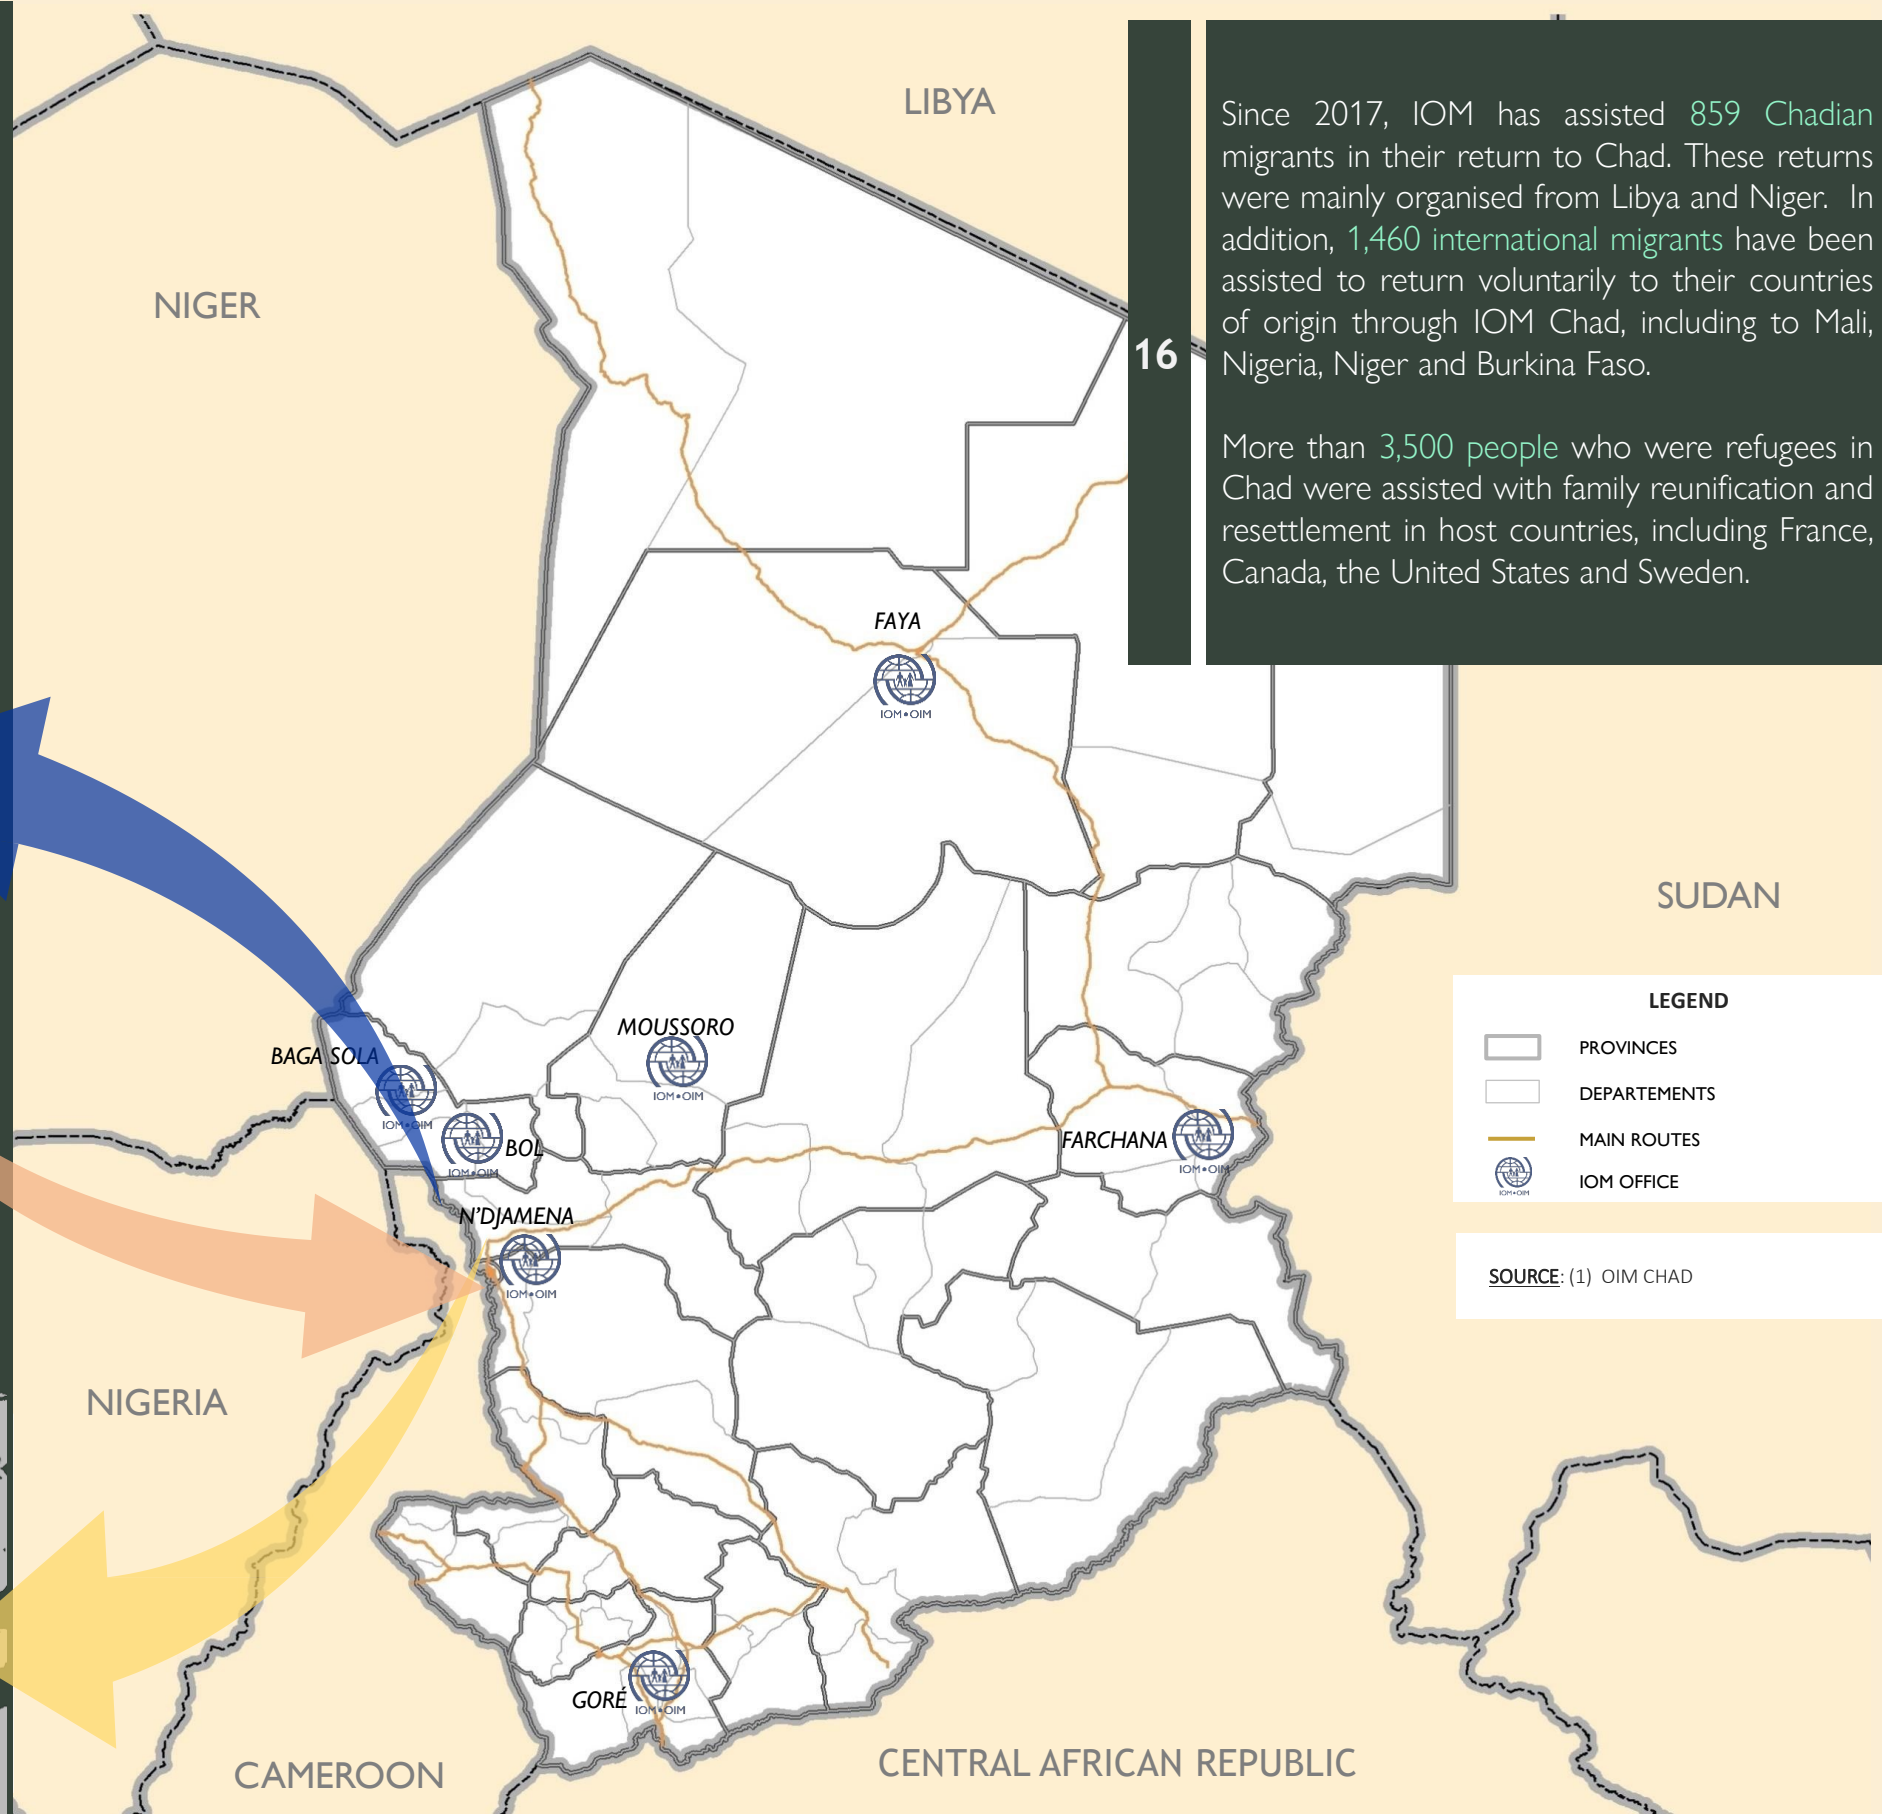 LIBYA
NIGER
16
Since 2017, IOM has assisted 859 Chadian
migrants in their return to Chad. These returns
were mainly organised from Libya and Niger. In
addition, 1,460 international migrants have been
assisted to return voluntarily to their countries
of origin through IOM Chad, including to Mali,
Nigeria, Niger and Burkina Faso.
More than 3,500 people who were refugees in
Chad were assisted with family reunification and
resettlement in host countries, including France,
Canada, the United States and Sweden.
FAYA
IOM•OIM
SUDAN
LEGEND
PROVINCES
DEPARTEMENTS
MAIN ROUTES
IOM•OIM
IOM OFFICE
SOURCE: (1) OIM CHAD
MOUSSORO
IOM•OIM
BAGA SOLA
IOM•OIM
BOL
IOM•OIM
FARCHANA
IOM•OIM
N'DJAMENA
IOM•OIM
NIGERIA
GORÉ
IOM•OIM
CAMEROON
CENTRAL AFRICAN REPUBLIC